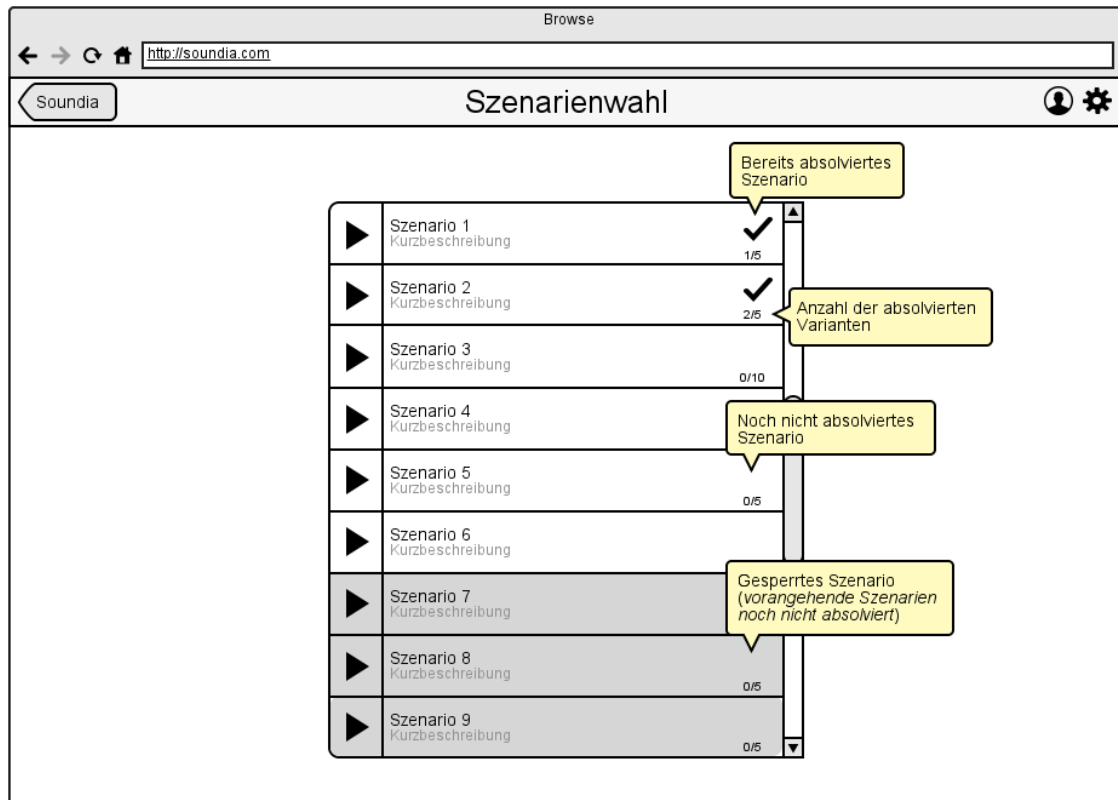 Browse
http://soundia.com
Soundia
Szenarienwahl
Bereits absolviertes
Szenario
Szenario 1
Kurzbeschreibung
1/5
Szenario 2
Kurzbeschreibung
2/5
Anzahl der absolvierten
Varianten
Szenario 3
Kurzbeschreibung
0/10
Szenario 4
Kurzbeschreibung
Noch nicht absolviertes
Szenario
Szenario 5
Kurzbeschreibung
0/5
Szenario 6
Kurzbeschreibung
Gesperrtes Szenario
(vorangehende Szenarien
noch nicht absolviert)
Szenario 7
Kurzbeschreibung
Szenario 8
Kurzbeschreibung
0/5
Szenario 9
Kurzbeschreibung
0/5